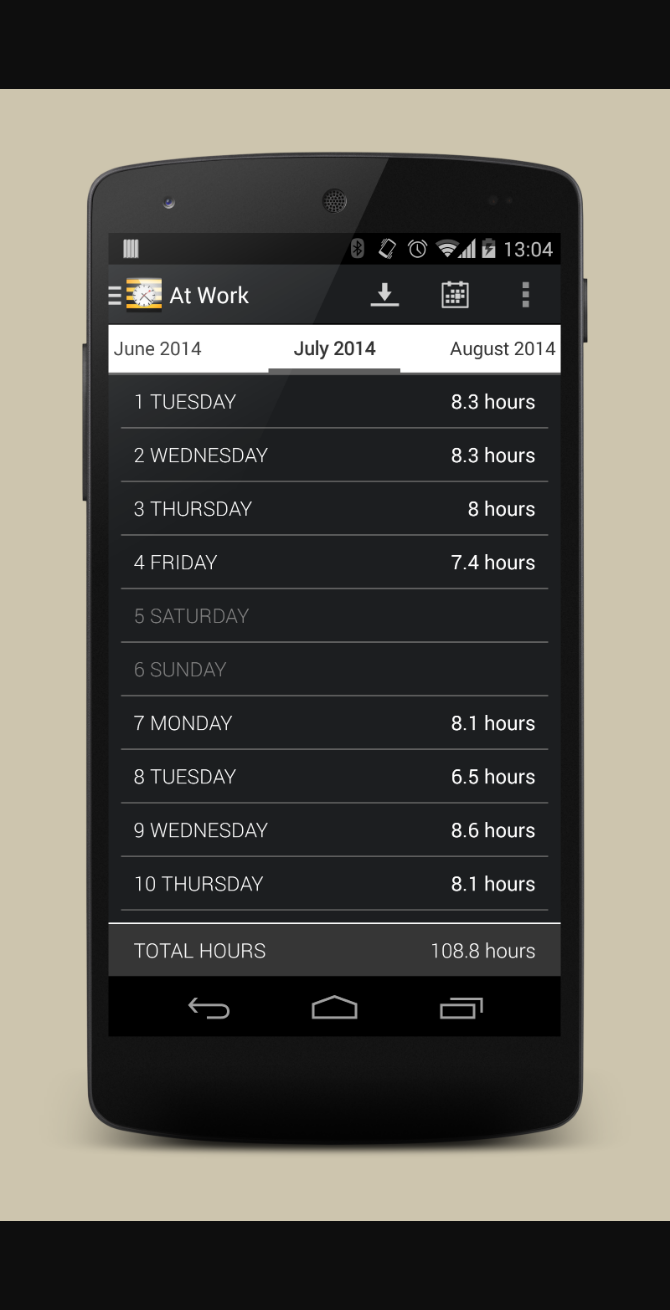 13:04
At Work
June 2014 July 2014 August 2014
1 TUESDAY 8.3 hours
2 WEDNESDAY 8.3 hours
3 THURSDAY 8 hours
4 FRIDAY 7.4 hours
5 SATURDAY
6 SUNDAY
7 MONDAY 8.1 hours
8 TUESDAY 6.5 hours
9 WEDNESDAY 8.6 hours
10 THURSDAY 8.1 hours
TOTAL HOURS 108.8 hours